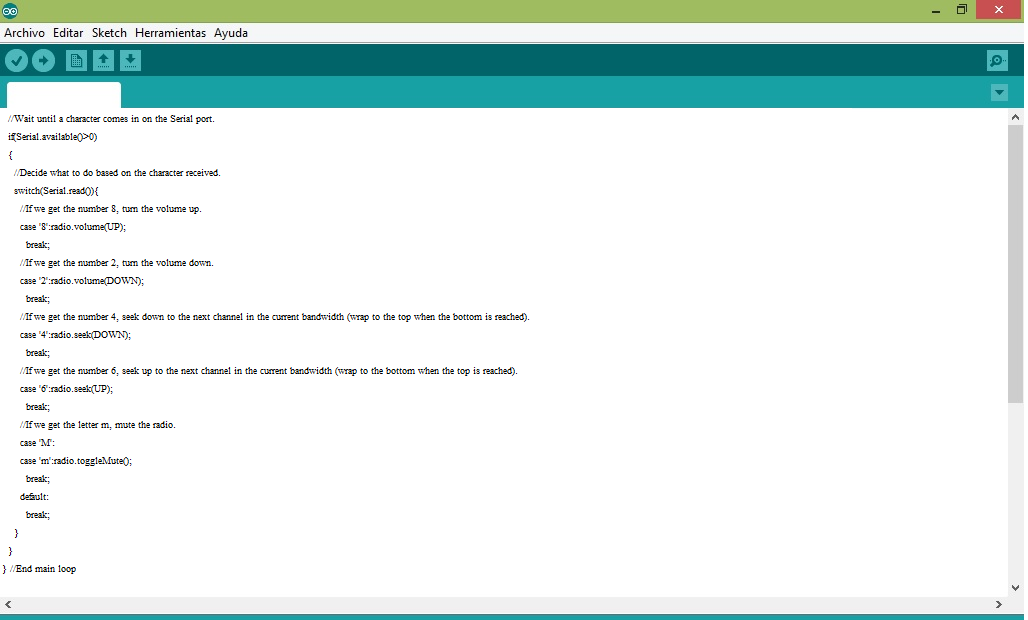 Archivo Editar Sketch Herramientas Ayuda
//Wait until a character comes in on the Serial port.
if(Serial.available()>0)
{
//Decide what to do based on the character received.
switch(Serial.read()){
//If we get the number 8, turn the volume up.
case '8':radio.volume(UP);
break;
//If we get the number 2, turn the volume down.
case '2':radio.volume(DOWN);
break;
//If we get the number 4, seek down to the next channel in the current bandwidth (wrap to the top when the bottom is reached).
case '4':radio.seek(DOWN);
break;
//If we get the number 6, seek up to the next channel in the current bandwidth (wrap to the bottom when the top is reached).
case '6':radio.seek(UP);
break;
//If we get the letter m, mute the radio.
case 'M':
case 'm':radio.toggleMute();
break;
default:
break;
}
}
} //End main loop